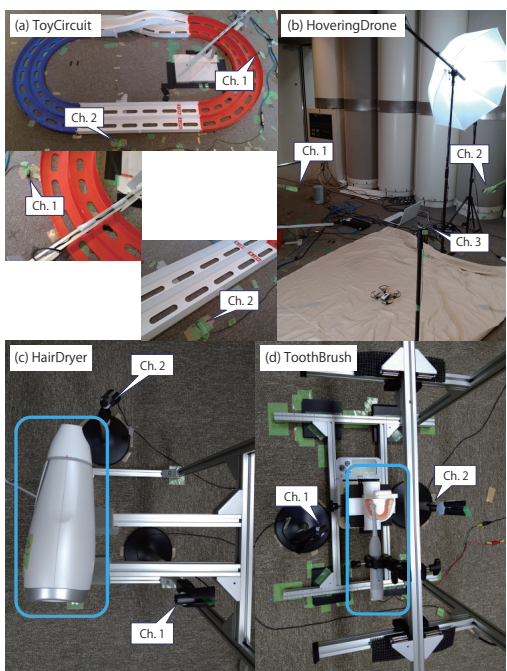 (a) ToyCircuit
Ch. 1
Ch. 2
Ch. 1
Ch. 2
(b) HoveringDrone
Ch. 1
Ch. 2
Ch. 3
(c) HairDryer
Ch. 2
Ch. 1
(d) ToothBrush
Ch. 1
Ch. 2